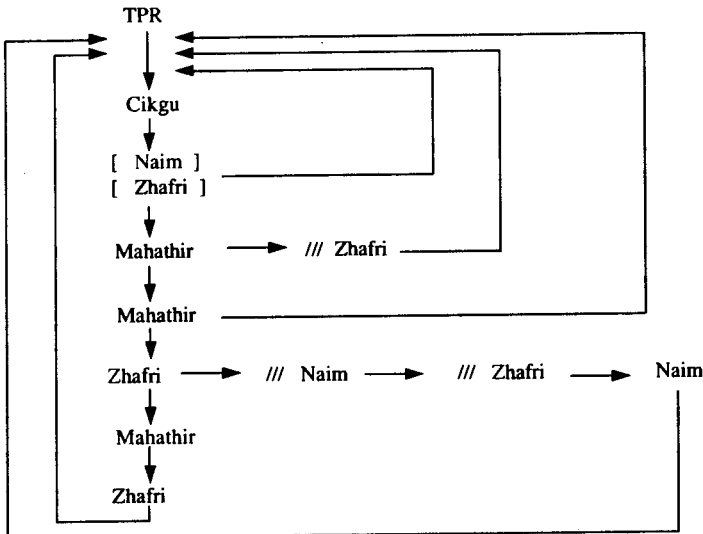 TPR
Cikgu
[ Naim ]
[ Zhafri ]
Mahathir /// Zhafri
Mahathir
Zhafri /// Naim /// Zhafri Naim
Mahathir
Zhafri